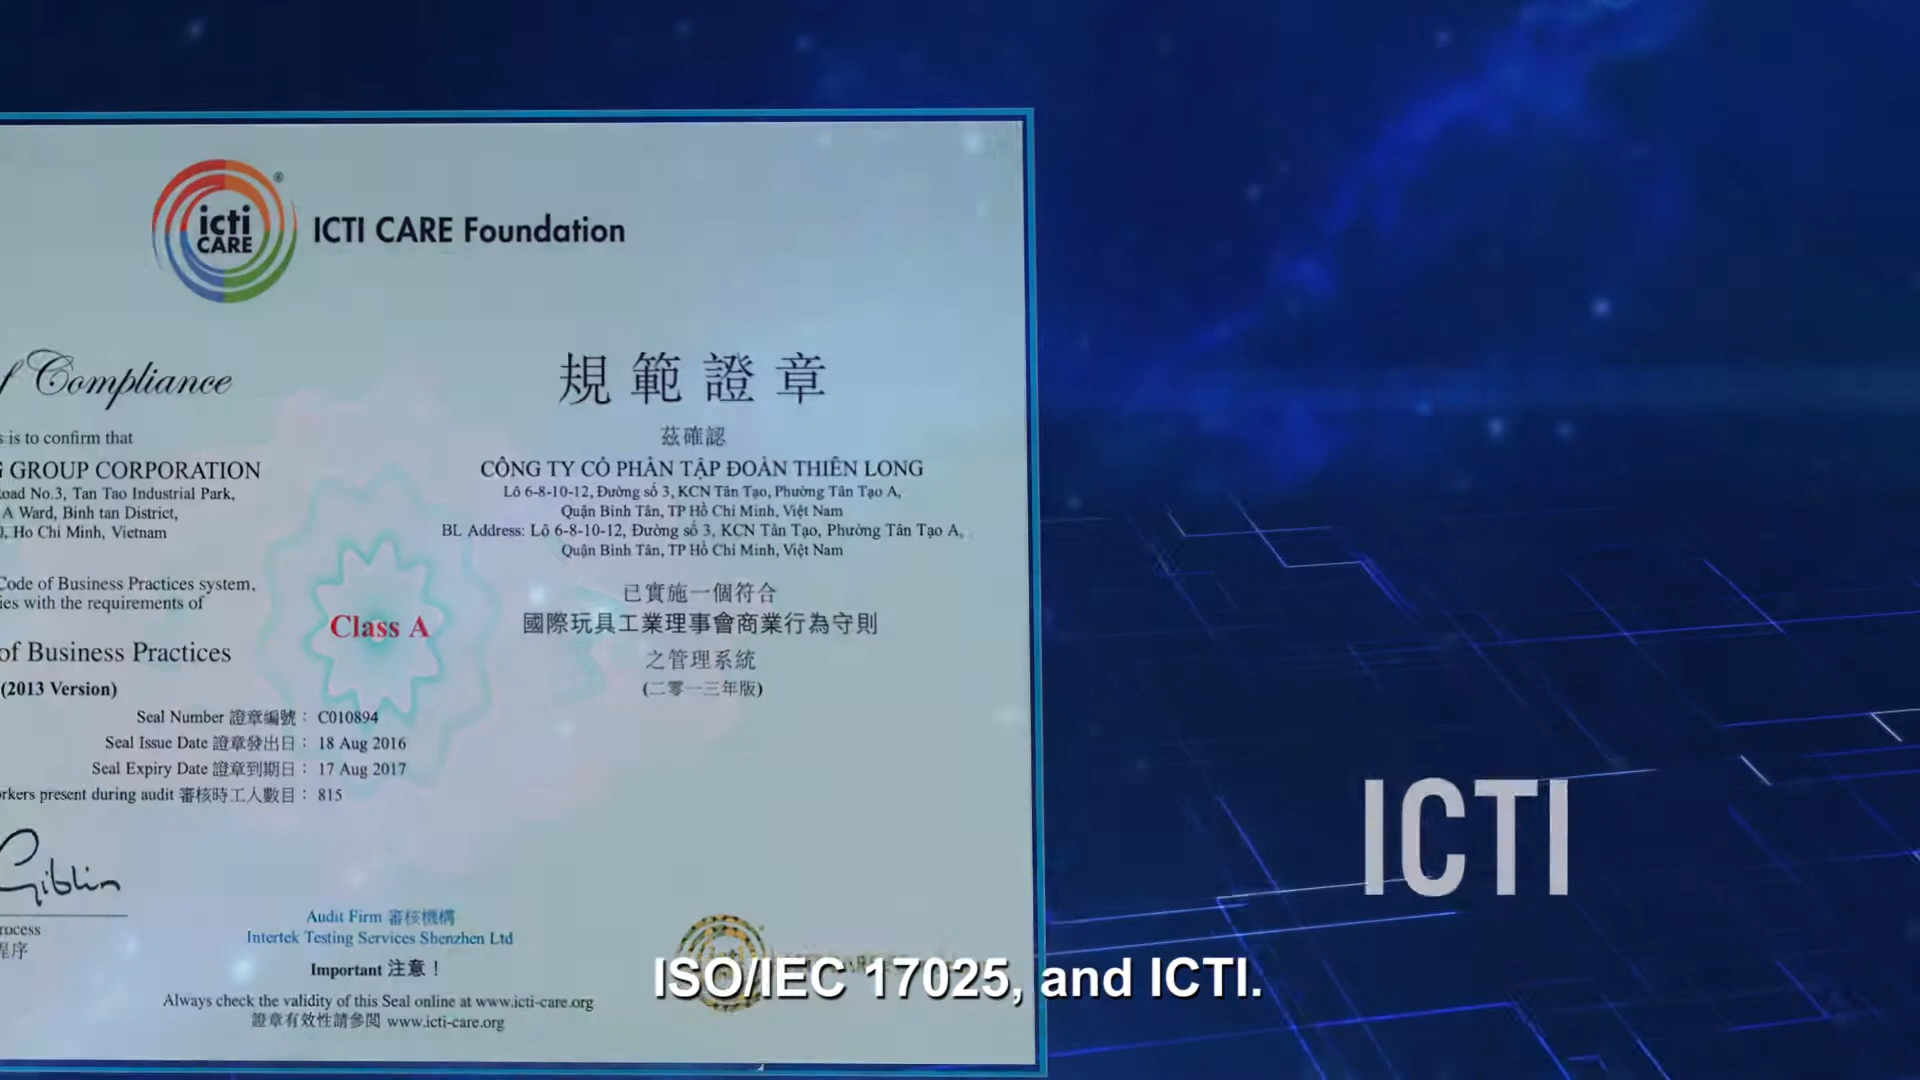 icti
CARE
®
ICTI CARE Foundation
Compliance
is to confirm that
GROUP CORPORATION
No.3, Tan Tao Industrial Park,
A Ward, Binh tan District,
Ho Chi Minh, Vietnam
Code of Business Practices system,
with the requirements of
of Business Practices
(2013 Version)
Class A
規範證章
茲確認
CÔNG TY CỔ PHẦN TẬP ĐOÀN THIÊN LONG
Lô 6-8-10-12, Đường số 3, KCN Tân Tạo, Phường Tân Tạo A,
Quận Bình Tân, TP Hồ Chí Minh, Việt Nam
BL Address: Lô 6-8-10-12, Đường số 3, KCN Tân Tạo, Phường Tân Tạo A,
Quận Bình Tân, TP Hồ Chí Minh, Việt Nam
已實施一個符合
國際玩具工業理事會商業行為守則
之管理系統
(二零一三年版)
Seal Number 證章編號： C010894
Seal Issue Date 證章發出日： 18 Aug 2016
Seal Expiry Date 證章到期日： 17 Aug 2017
present during audit 審核時工人數目： 815
Giblin
程序
Audit Firm 審核機構
Intertek Testing Services Shenzhen Ltd
Important 注意！
Always check the validity of this Seal online at www.icti-care.org
證章有效性請參閱 www.icti-care.org
ICTI
ISO/IEC 17025, and ICTI.